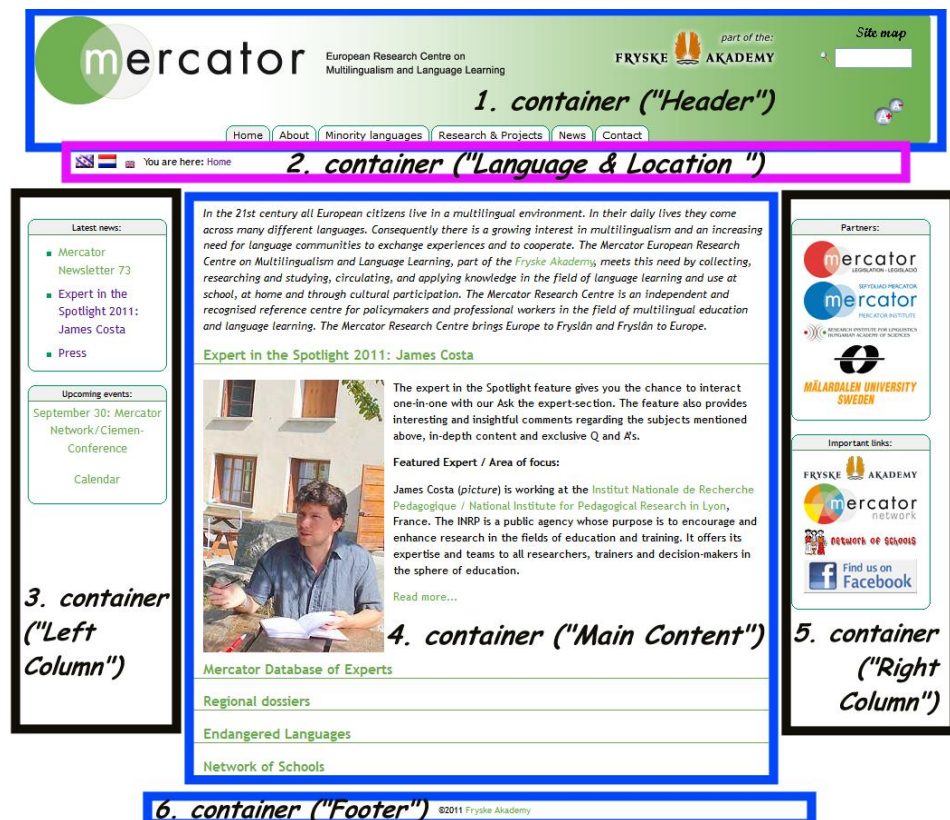 mercator
European Research Centre on
Multilingualism and Language Learning
part of the:
FRYSKE AKADEMY
Site map
1. container ("Header")
Home About Minority languages Research & Projects News Contact
You are here: Home
2. container ("Language & Location ")
Latest news:
Mercator
Newsletter 73
Expert in the
Spotlight 2011:
James Costa
Press
Upcoming events:
September 30: Mercator
Network/Ciemen-
Conference
Calendar
3. container
("Left
Column")
In the 21st century all European citizens live in a multilingual environment. In their daily lives they come
across many different languages. Consequently there is a growing interest in multilingualism and an increasing
need for language communities to exchange experiences and to cooperate. The Mercator European Research
Centre on Multilingualism and Language Learning, part of the Fryske Akademy, meets this need by collecting,
researching and studying, circulating, and applying knowledge in the field of language learning and use at
school, at home and through cultural participation. The Mercator Research Centre is an independent and
recognised reference centre for policymakers and professional workers in the field of multilingual education
and language learning. The Mercator Research Centre brings Europe to Fryslân and Fryslân to Europe.
Expert in the Spotlight 2011: James Costa
The expert in the Spotlight feature gives you the chance to interact
one-in-one with our Ask the expert-section. The feature also provides
interesting and insightful comments regarding the subjects mentioned
above, in-depth content and exclusive Q and A's.
Featured Expert / Area of focus:
James Costa (picture) is working at the Institut Nationale de Recherche
Pedagogique / National Institute for Pedagogical Research in Lyon,
France. The INRP is a public agency whose purpose is to encourage and
enhance research in the fields of education and training. It offers its
expertise and teams to all researchers, trainers and decision-makers in
the sphere of education.
Read more...
4. container ("Main Content")
Mercator Database of Experts
Regional dossiers
Endangered Languages
Network of Schools
Partners:
mercator
LEGISLATION - LEGISLACIÓ
SEFYDLIAD MERCATOR
mercator
MERCATOR INSTITUTE
RESEARCH INSTITUTE FOR LINGUISTICS
HUNGARIAN ACADEMY OF SCIENCES
MÄLARDALEN UNIVERSITY
SWEDEN
Important links:
FRYSKE AKADEMY
mercator
network
network of schools
Find us on
Facebook
5. container
("Right
Column")
6. container ("Footer")
©2011 Fryske Akademy